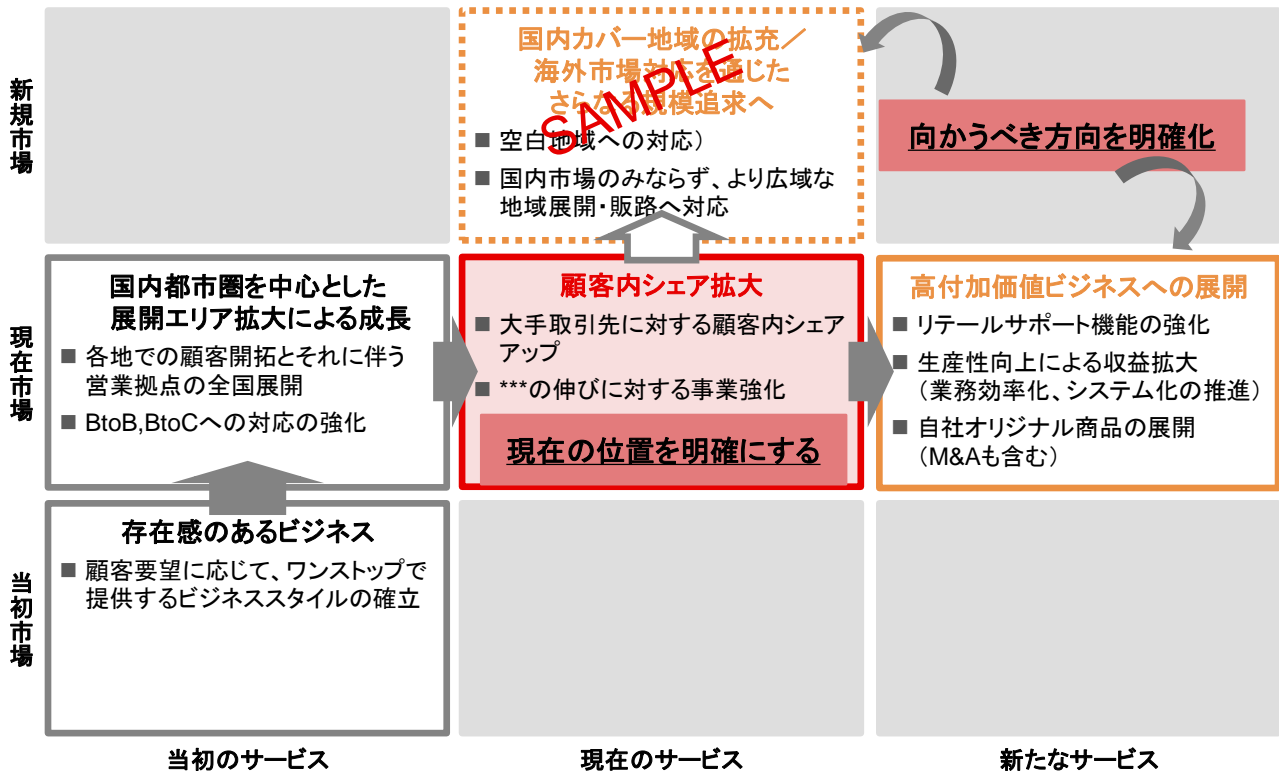 新規市場
国内カバー地域の拡充／
海外市場対応を通じた
さらなる規模追求へ
SAMPLE
■ 空白地域への対応）
■ 国内市場のみならず、より広域な
地域展開・販路へ対応
向かうべき方向を明確化
現在市場
国内都市圏を中心とした
展開エリア拡大による成長
■ 各地での顧客開拓とそれに伴う
営業拠点の全国展開
■ BtoB,BtoCへの対応の強化
顧客内シェア拡大
■ 大手取引先に対する顧客内シェア
アップ
■ ***の伸びに対する事業強化
現在の位置を明確にする
高付加価値ビジネスへの展開
■ リテールサポート機能の強化
■ 生産性向上による収益拡大
（業務効率化、システム化の推進）
■ 自社オリジナル商品の展開
（M&Aも含む）
当初市場
存在感のあるビジネス
■ 顧客要望に応じて、ワンストップで
提供するビジネススタイルの確立
当初のサービス
現在のサービス
新たなサービス